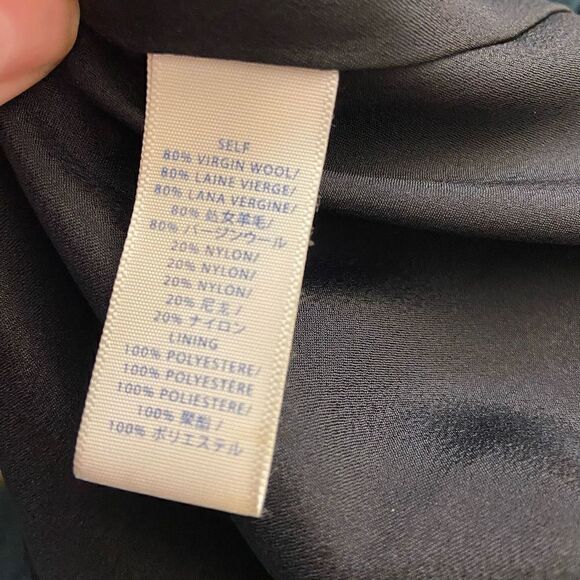 SELF
80% VIRGIN WOOL/
80% LAINE VIERGE/
80% LANA VERGINE/
80% 处女羊毛/
80% バージンウール
20% NYLON/
20% NYLON/
20% NYLON/
20% 尼龙/
20% ナイロン
LINING
100% POLYESTERE/
100% POLYESTERE
100% POLIESTERE/
100% 聚酯/
100% ポリエステル